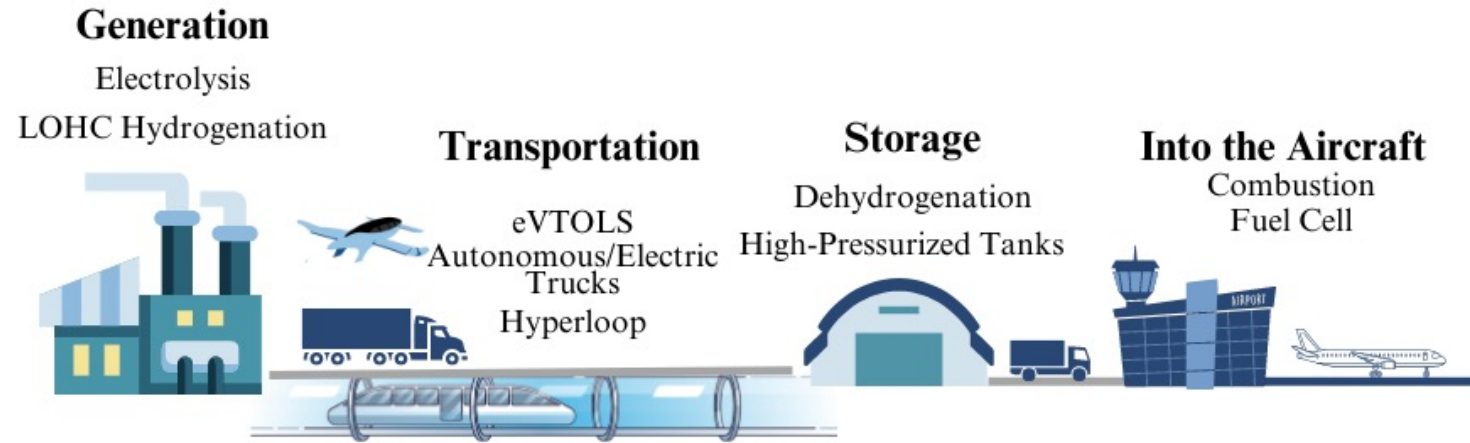 Generation
Electrolysis
LOHC Hydrogenation
Transportation
eVTOLS
Autonomous/Electric
Trucks
Hyperloop
Storage
Dehydrogenation
High-Pressurized Tanks
Into the Aircraft
Combustion
Fuel Cell
AIRPORT